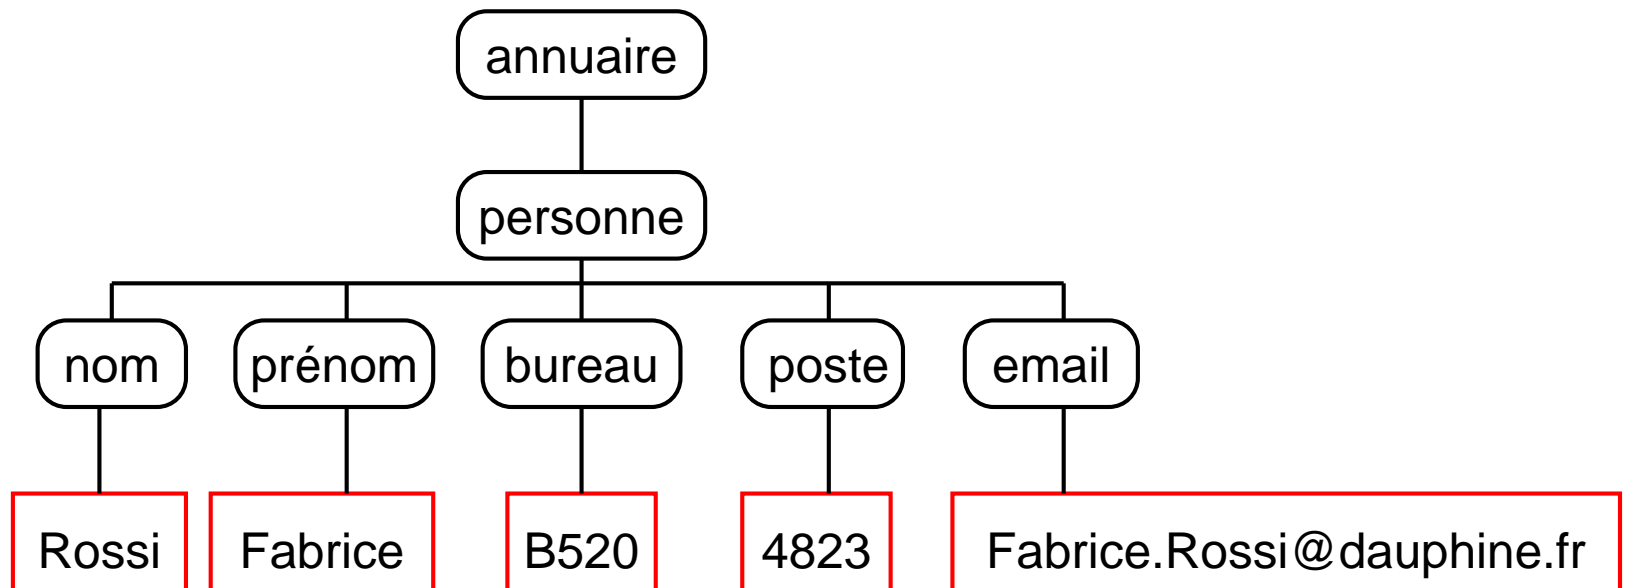 annuaire
personne
nom prénom bureau poste email
Rossi Fabrice B520 4823 Fabrice.Rossi@dauphine.fr